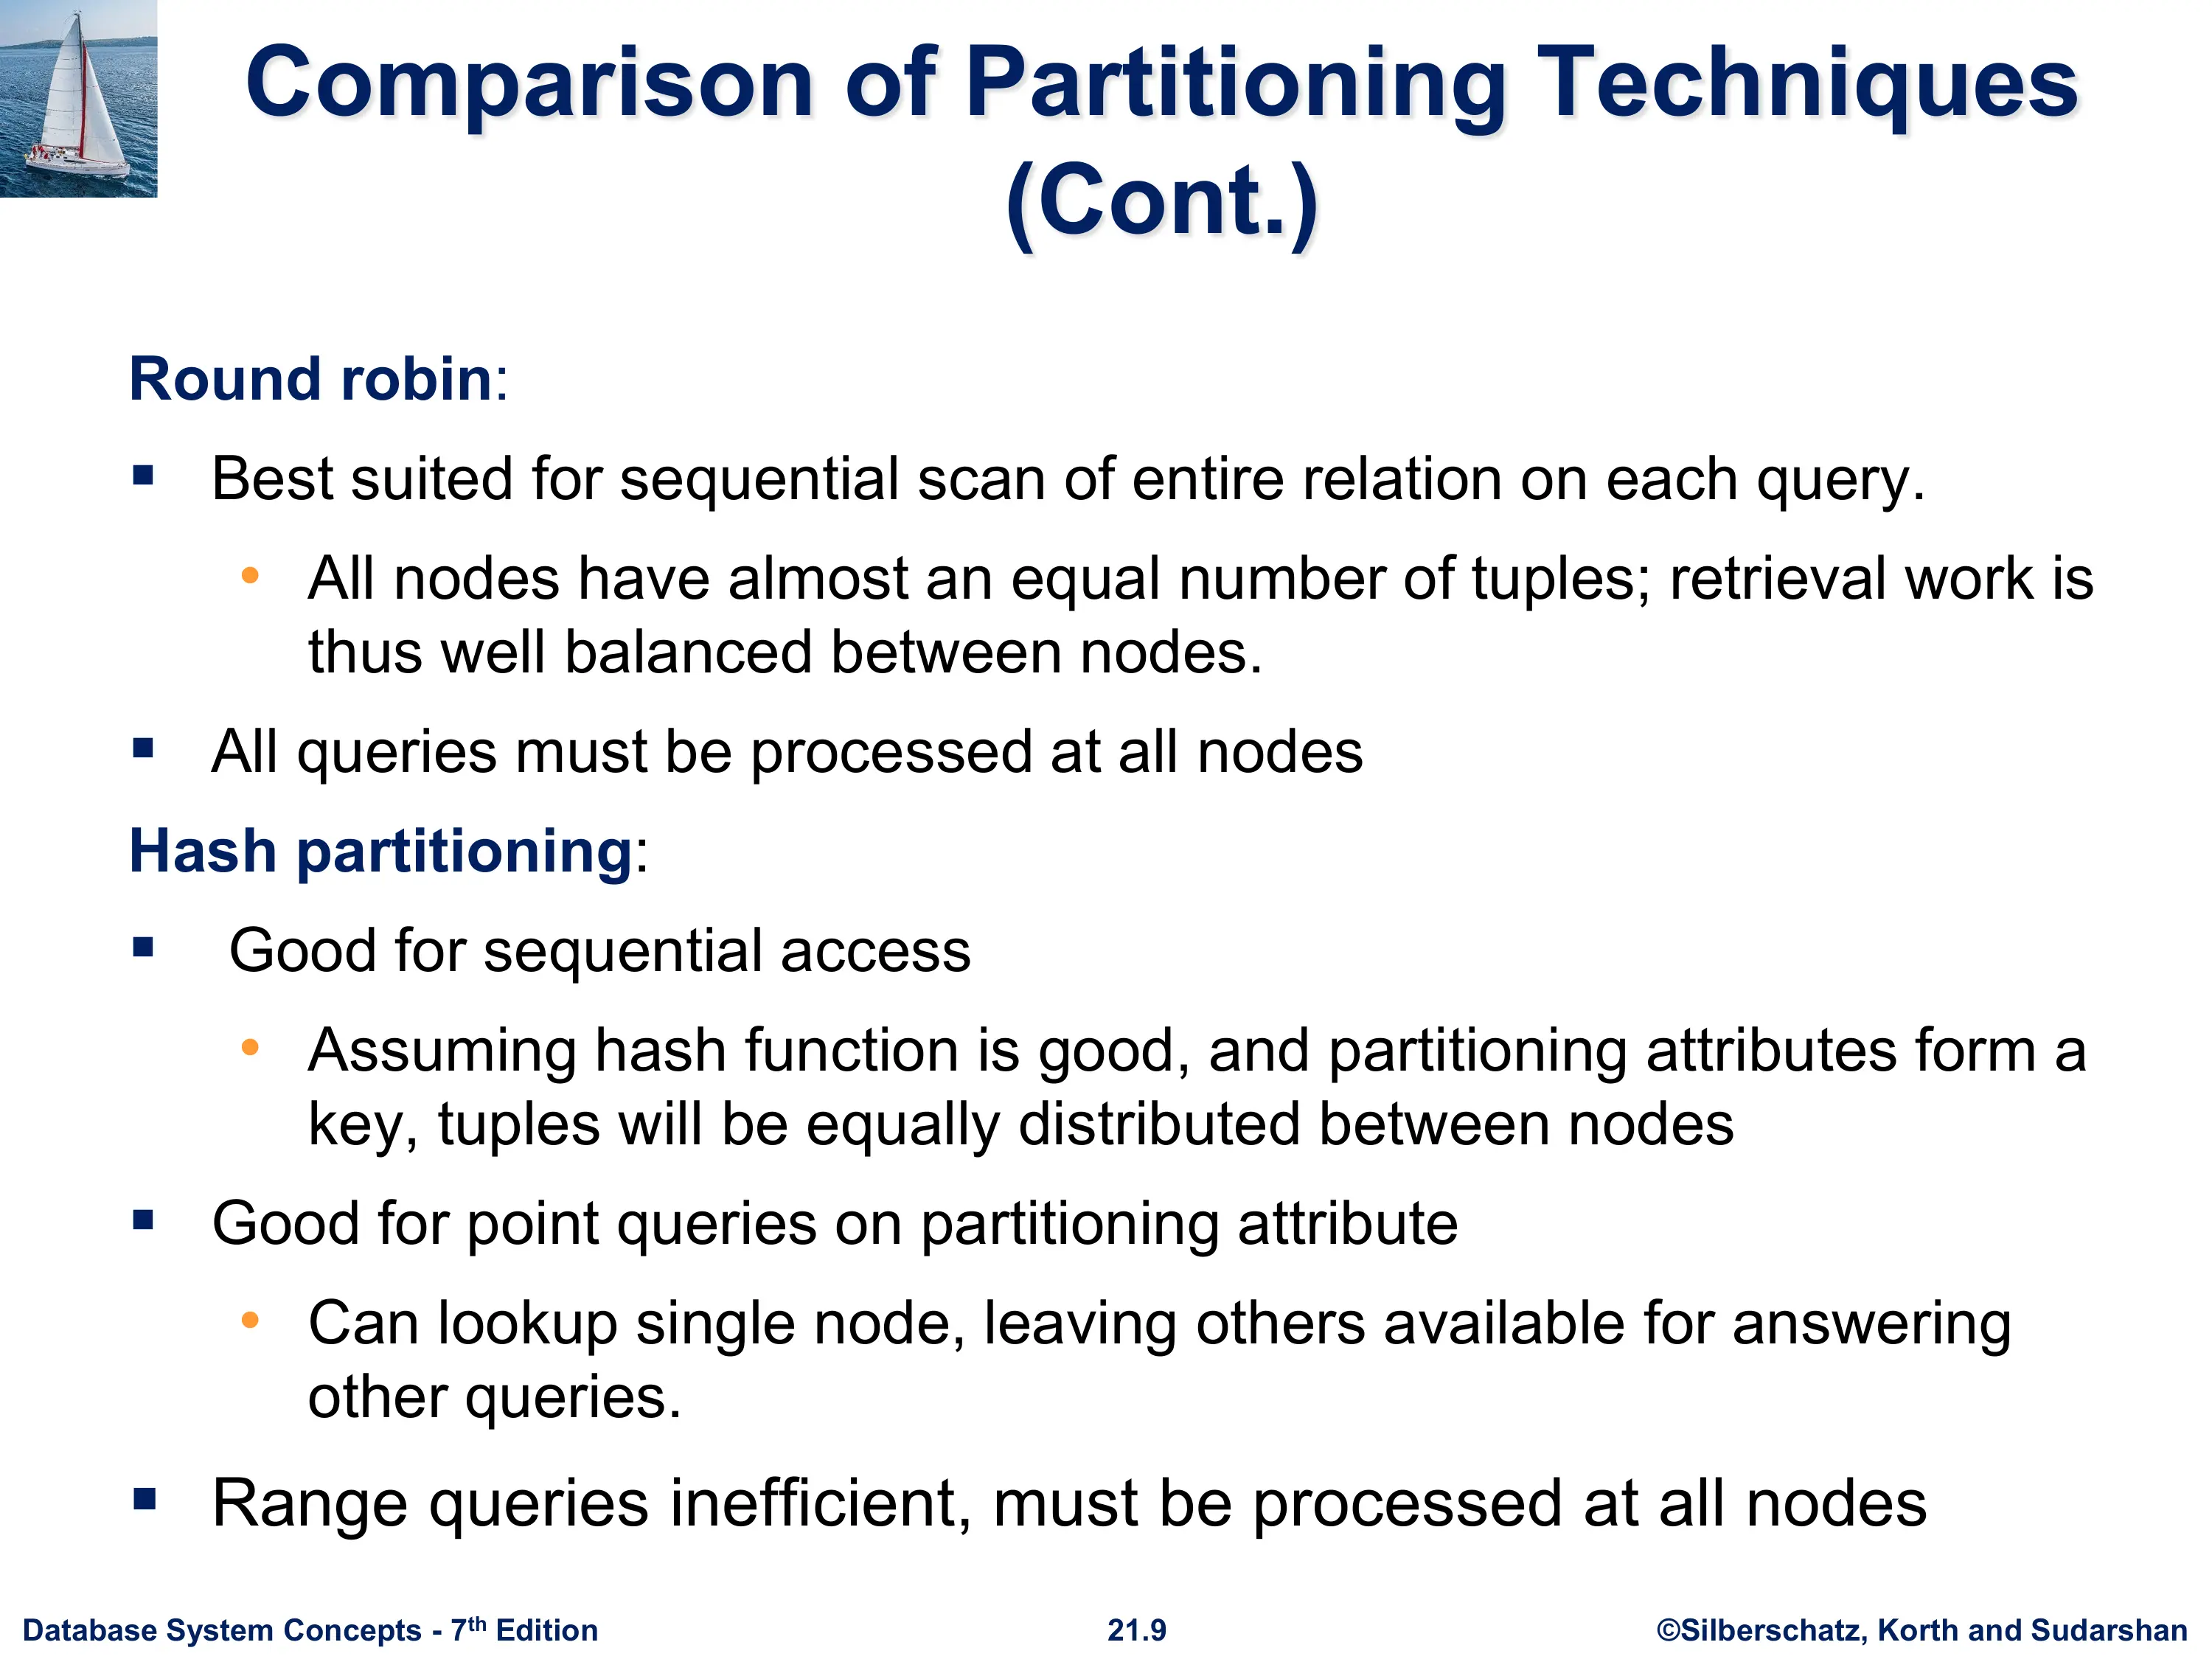 Comparison of Partitioning Techniques
(Cont.)
Round robin:
▪ Best suited for sequential scan of entire relation on each query.
• All nodes have almost an equal number of tuples; retrieval work is
thus well balanced between nodes.
▪ All queries must be processed at all nodes
Hash partitioning:
▪ Good for sequential access
• Assuming hash function is good, and partitioning attributes form a
key, tuples will be equally distributed between nodes
▪ Good for point queries on partitioning attribute
• Can lookup single node, leaving others available for answering
other queries.
▪ Range queries inefficient, must be processed at all nodes
Database System Concepts - 7th Edition 21.9 ©Silberschatz, Korth and Sudarshan